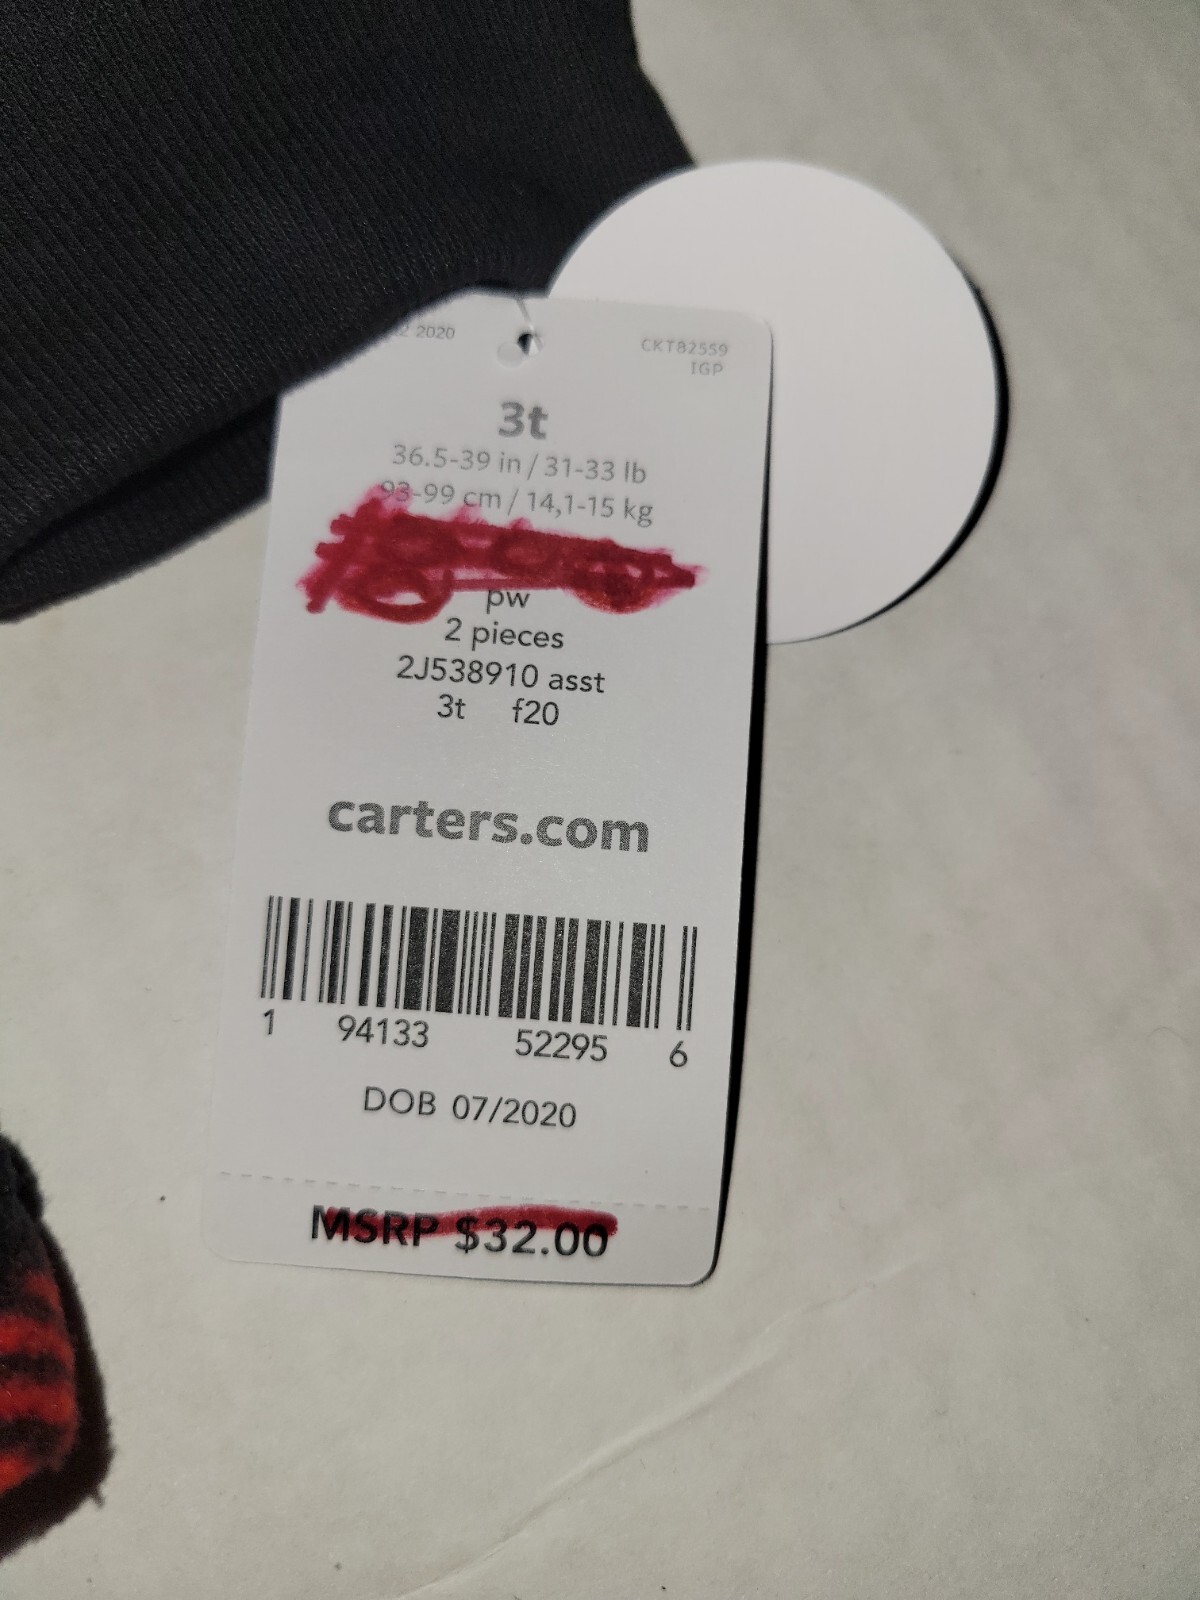 2020
CKT82559
IGP
3t
36.5-39 in / 31-33 lb
93-99 cm / 14,1-15 kg
pw
2 pieces
2J538910 asst
3t f20
carters.com
1 94133 52295 6
DOB 07/2020
MSRP $32.00